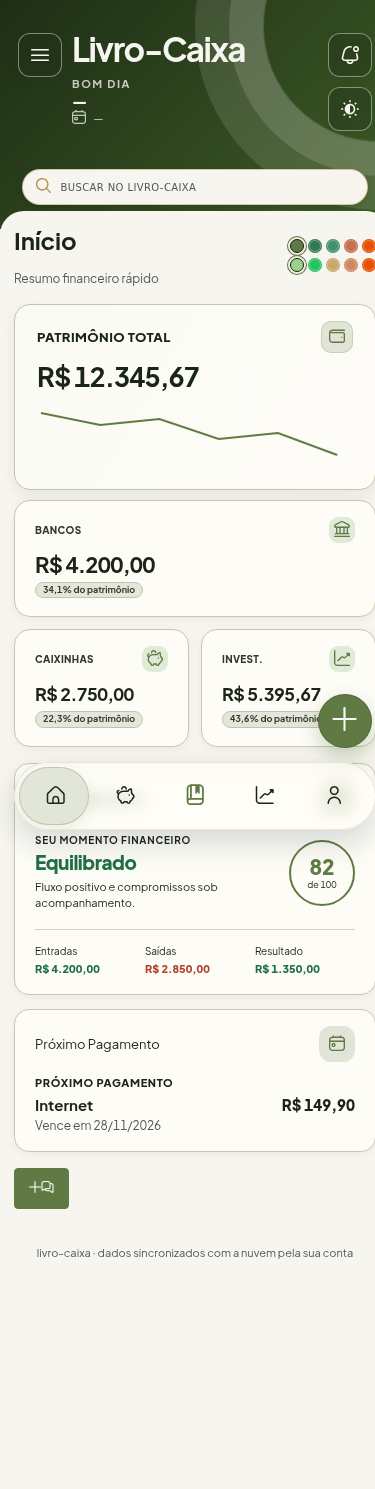 Livro-Caixa
BOM DIA
—
—
BUSCAR NO LIVRO-CAIXA
Início
Resumo financeiro rápido
PATRIMÔNIO TOTAL
R$ 12.345,67
BANCOS
R$ 4.200,00
34,1% do patrimônio
CAIXINHAS
R$ 2.750,00
22,3% do patrimônio
INVEST.
R$ 5.395,67
43,6% do patrimônio
SEU MOMENTO FINANCEIRO
Equilibrado
Fluxo positivo e compromissos sob
acompanhamento.
82
de 100
Entradas
R$ 4.200,00
Saídas
R$ 2.850,00
Resultado
R$ 1.350,00
Próximo Pagamento
PRÓXIMO PAGAMENTO
Internet
R$ 149,90
Vence em 28/11/2026
livro-caixa · dados sincronizados com a nuvem pela sua conta